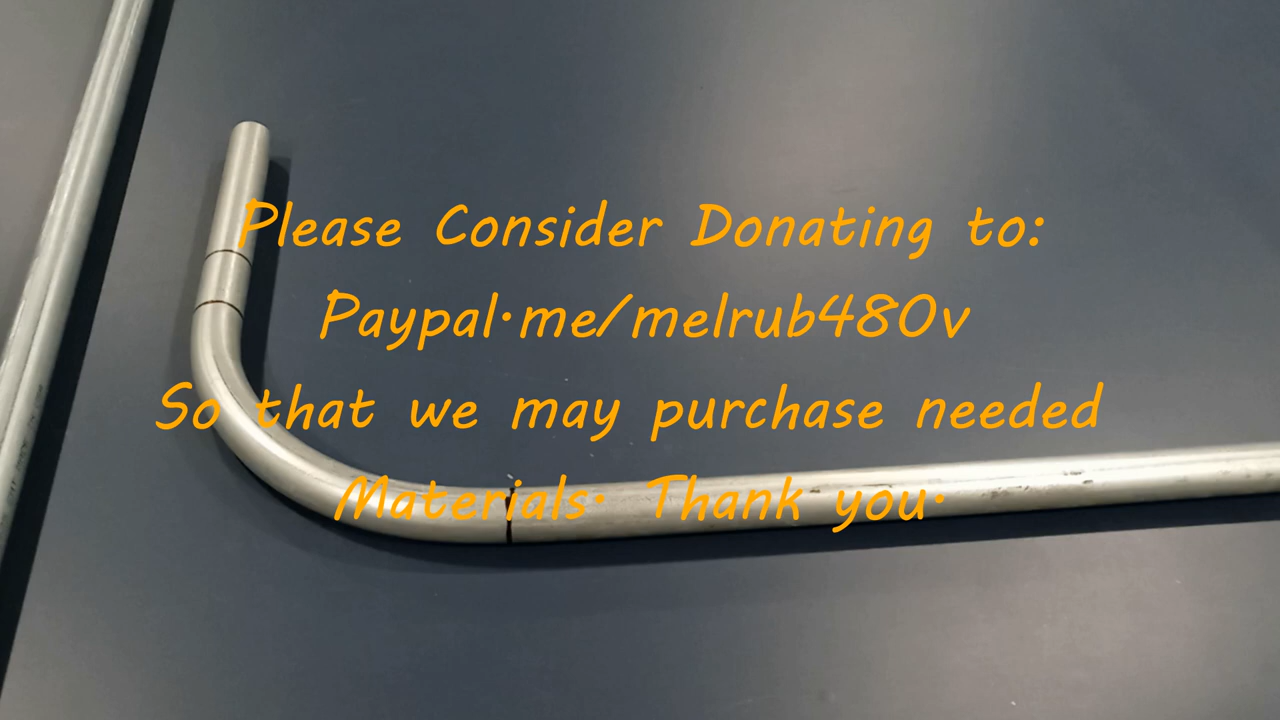 Please Consider Donating to:
Paypal.me/melrub480v
So that we may purchase needed
Materials. Thank you.